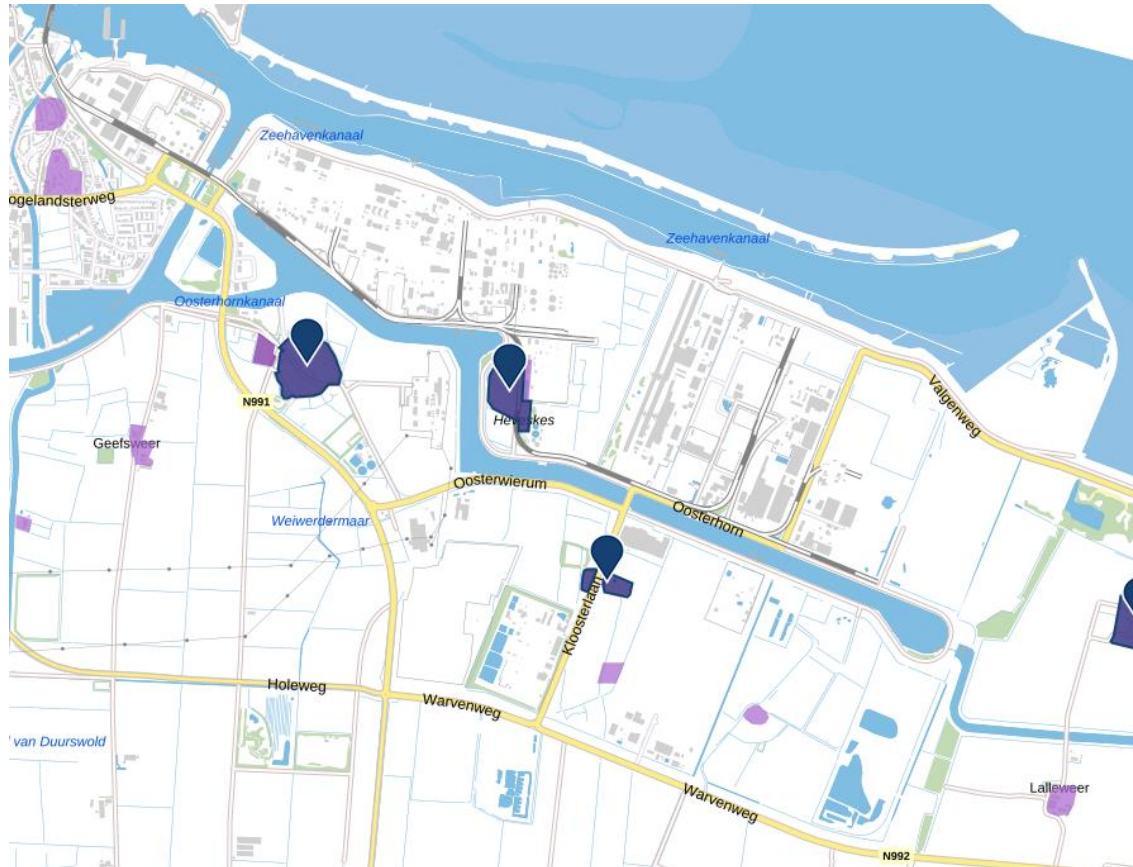 Zeehavenkanaal
ogelandsterweg
Zeehavenkanaal
Oosterhornkanaal
N991
Valgenweg
Heveskes
Geefsweer
Oosterwierum
Oosterhorn
Weiwerdermaar
Kloosterlaan
Holeweg
Warvenweg
van Duurswold
Lalleweer
Warvenweg
N992